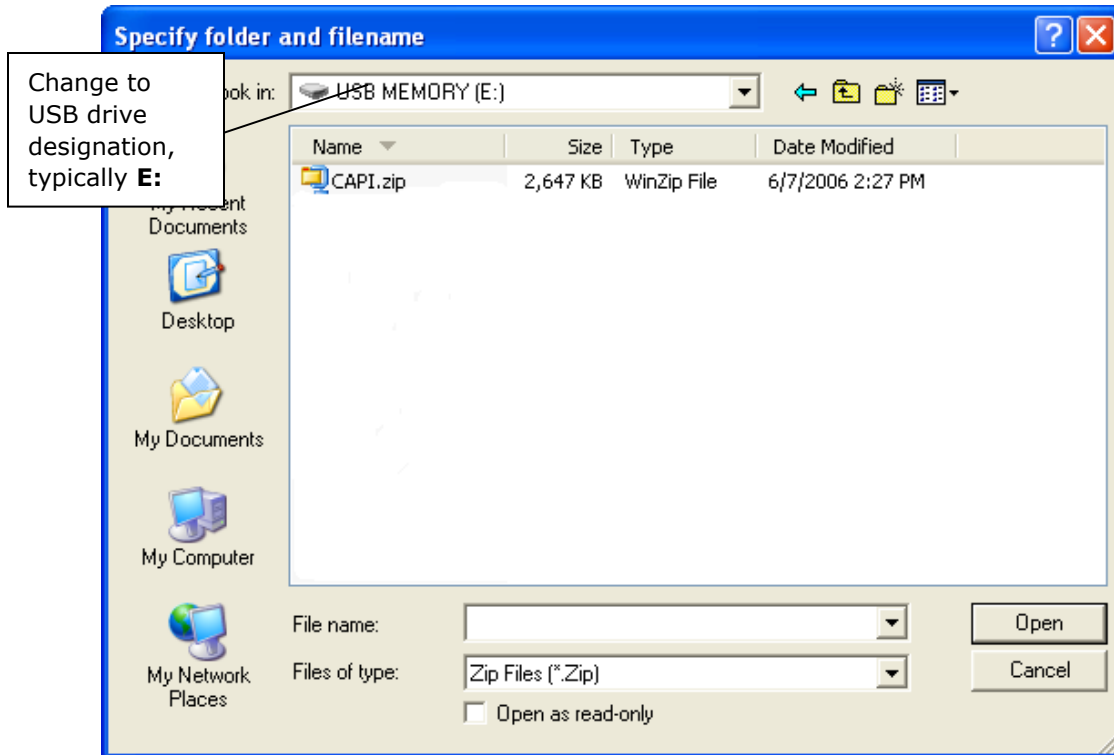 Specify folder and filename
Change to
USB drive
designation,
typically E:
ook in:
USB MEMORY (E:)
Name
Size
Type
Date Modified
CAPI.zip
2,647 KB
WinZip File
6/7/2006 2:27 PM
Documents
Desktop
My Documents
My Computer
My Network
Places
File name:
Open
Files of type:
Zip Files (*.Zip)
Cancel
Open as read-only